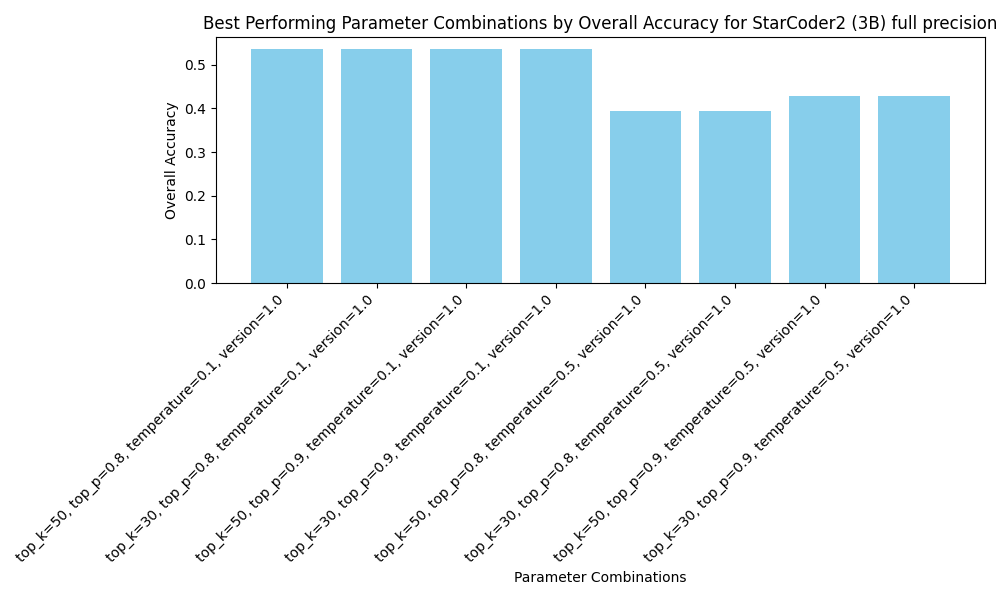 Best Performing Parameter Combinations by Overall Accuracy for StarCoder2 (3B) full precision
Overall Accuracy
0.5
0.4
0.3
0.2
0.1
0.0
top_k=50, top_p=0.8, temperature=0.1, version=1.0
top_k=30, top_p=0.8, temperature=0.1, version=1.0
top_k=50, top_p=0.9, temperature=0.1, version=1.0
top_k=30, top_p=0.9, temperature=0.1, version=1.0
top_k=50, top_p=0.8, temperature=0.5, version=1.0
top_k=30, top_p=0.8, temperature=0.5, version=1.0
top_k=50, top_p=0.9, temperature=0.5, version=1.0
top_k=30, top_p=0.9, temperature=0.5, version=1.0
Parameter Combinations